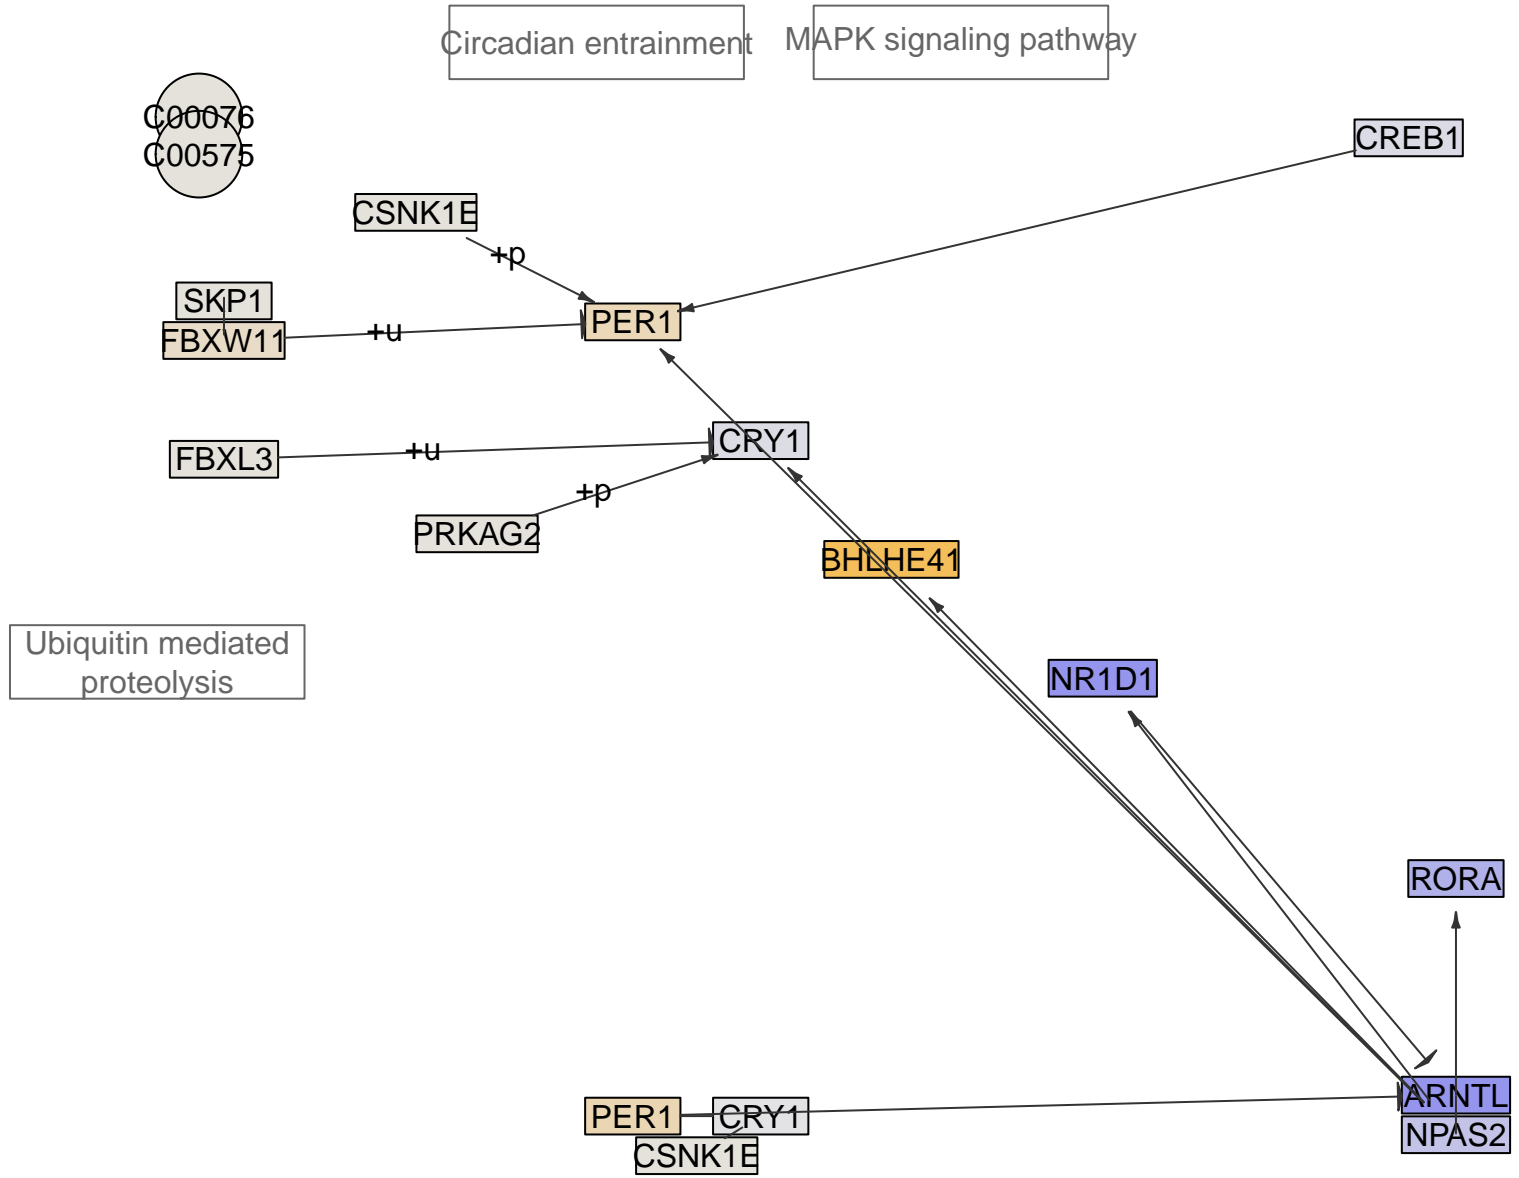 Circadian entrainment
MAPK signaling pathway
C00076
C00575
CREB1
CSNK1E
+p
SKP1
FBXW11
+u
PER1
FBXL3
+u
CRY1
+p
PRKAG2
BHLHE41
Ubiquitin mediated
proteolysis
NR1D1
RORA
ARNTL
NPAS2
PER1
CRY1
CSNK1E